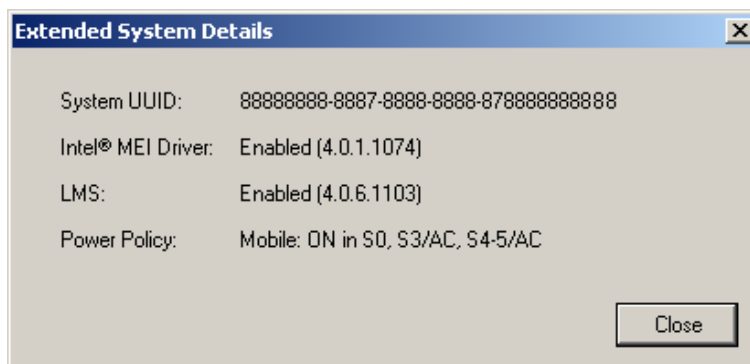 Extended System Details
System UUID: 88888888-8887-8888-8888-878888888888
Intel® MEI Driver: Enabled (4.0.1.1074)
LMS: Enabled (4.0.6.1103)
Power Policy: Mobile: ON in S0, S3/AC, S4-5/AC
Close